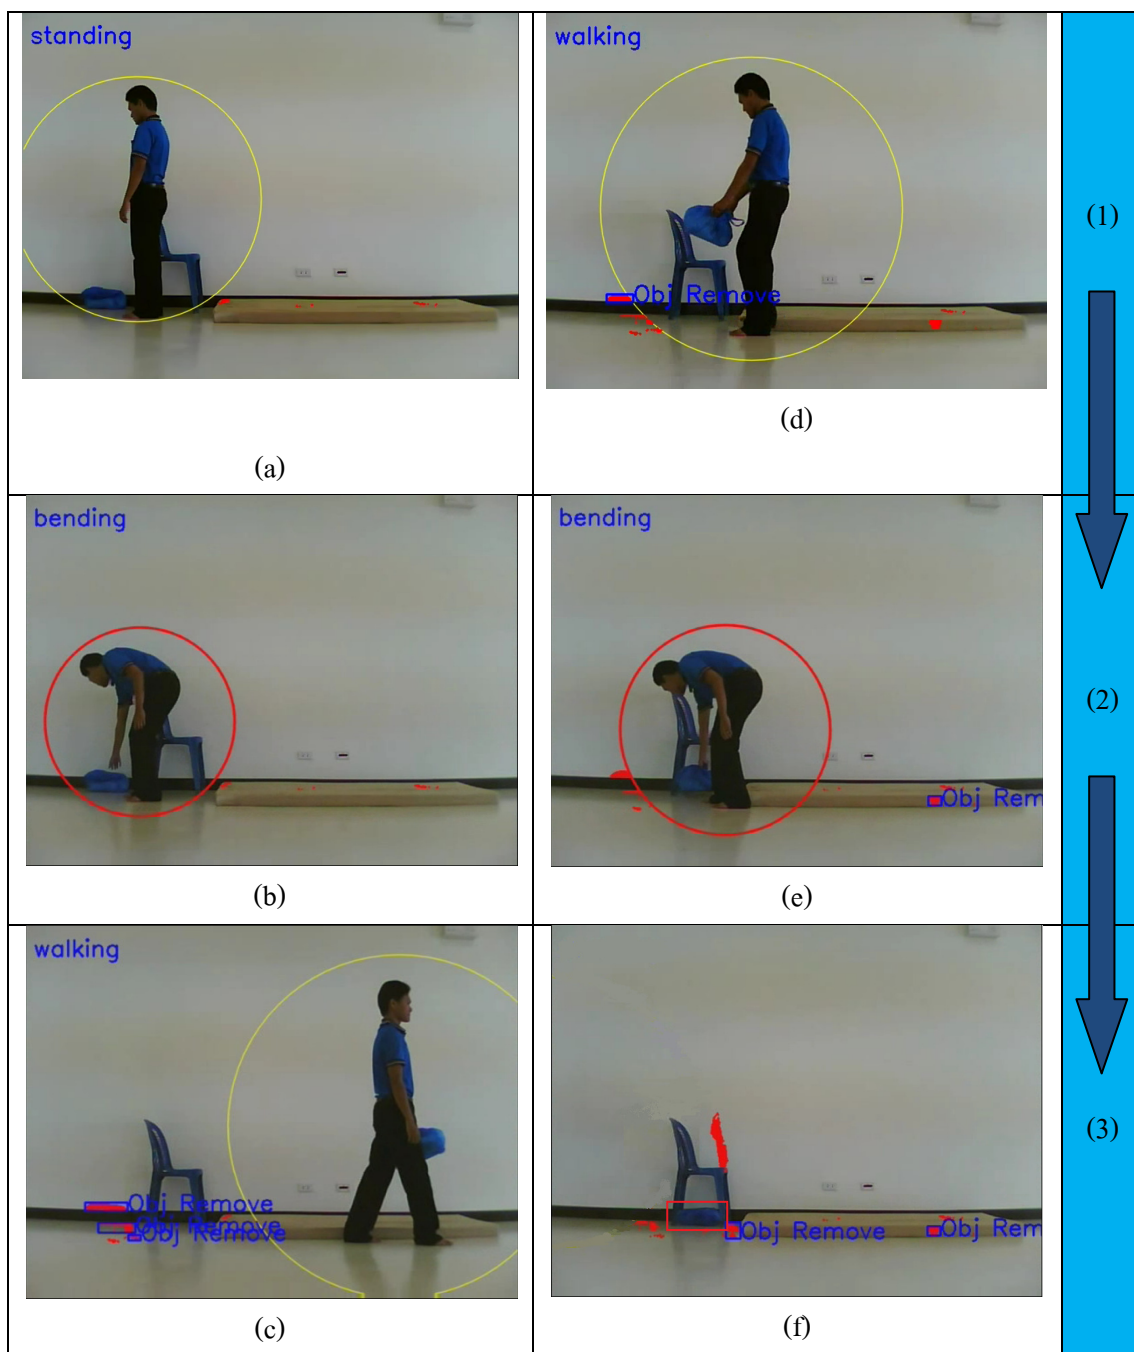 standing
walking
(1)
(d)
Obj Remove
(a)
bending
bending
(2)
Obj Rem
(b)
(e)
walking
(3)
Obj Remove
Obj Remove
Obj Remove
Obj Remove
Obj Rem
(c)
(f)